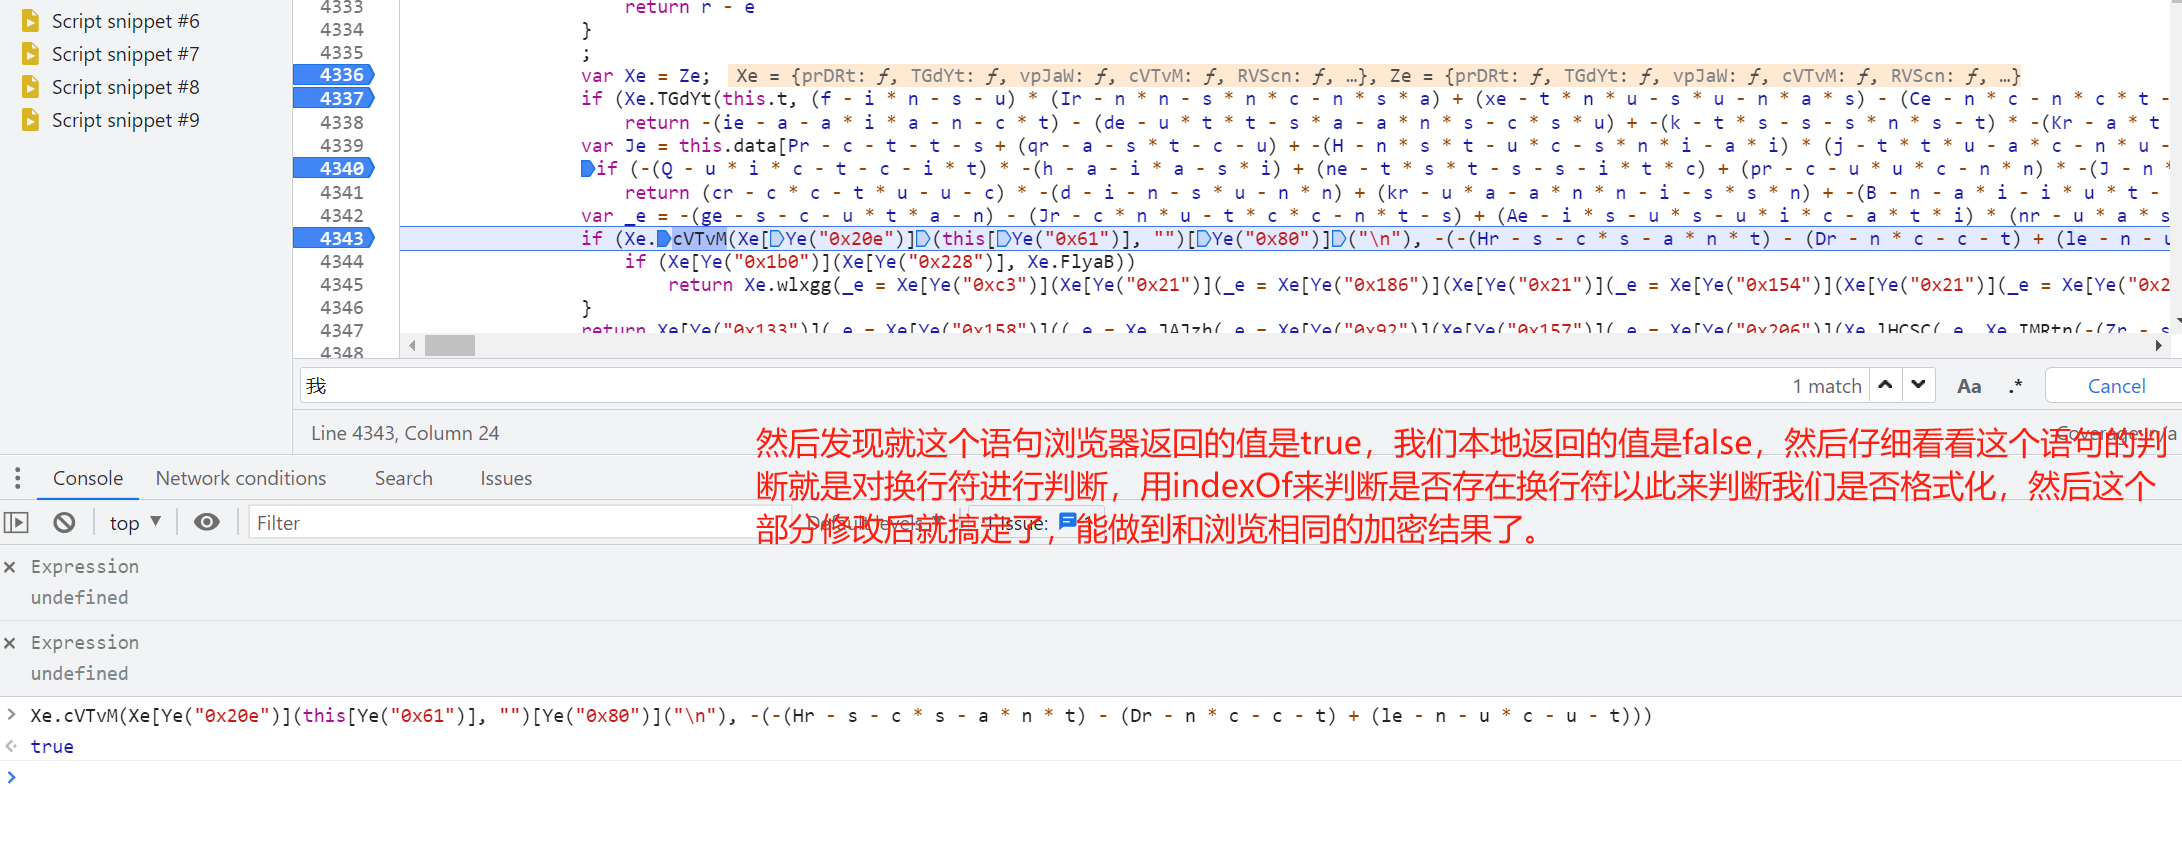 Script snippet #6
Script snippet #7
Script snippet #8
Script snippet #9
4333 return r - e
4334 }
4335 ;
4336 var Xe = Ze; Xe = {prDRt: ƒ, TGdYt: ƒ, vpJaW: ƒ, cVTvM: ƒ, RVScn: ƒ, …}, Ze = {prDRt: ƒ, TGdYt: ƒ, vpJaW: ƒ, cVTvM: ƒ, RVScn: ƒ, …}
4337 if (Xe.TGdYt(this.t, (f - i * n - s - u) * (Ir - n * n - s * n * c - n * s * a) + (xe - t * n * u - s * u - n * a * s) - (Ce - n * c - n * c * t -
4338 return -(ie - a - a * i * a - n - c * t) - (de - u * t * t - s * a - a * n * s - c * s * u) + -(k - t * s - s - s * n * s - t) * -(Kr - a * t
4339 var Je = this.data[Pr - c - t - t - s + (qr - a - s * t - c - u) + -(H - n * s * t - u * c - s * n * i - a * i) * (j - t * t * u - a * c - n * u -
4340 if (-(Q - u * i * c - t - c - i * t) * -(h - a - i * a - s * i) + (ne - t * s * t - s - s - i * t * c) + (pr - c - u * u * c - n * n) * -(J - n *
4341 return (cr - c * c - t * u - u - c) * -(d - i - n - s * u - n * n) + (kr - u * a - a * n * n - i - s * s * n) + -(B - n - a * i - i * u * t -
4342 var _e = -(ge - s - c - u * t * a - n) - (Jr - c * n * u - t * c * c - n * t - s) + (Ae - i * s - u * s - u * i * c - a * t * i) * (nr - u * a * s
4343 if (Xe.cVTvM(Xe[Ye("0x20e")](this[Ye("0x61")], "")[Ye("0x80")]("\n"), -(-(Hr - s - c * s - a * n * t) - (Dr - n * c - c - t) + (le - n - u
4344 if (Xe[Ye("0x1b0")](Xe[Ye("0x228")], Xe.FlyaB))
4345 return Xe.wlxgg(_e = Xe[Ye("0xc3")](Xe[Ye("0x21")](_e = Xe[Ye("0x186")](Xe[Ye("0x21")](_e = Xe[Ye("0x154")](Xe[Ye("0x21")](_e = Xe[Ye("0x2
4346 }
4347 return Xe[Ye("0x133")](_e = Xe[Ye("0x158")]((_e = Xe.JAJzh(_e = Xe[Ye("0x92")](Xe[Ye("0x157")](_e = Xe[Ye("0x206")](Xe.lHCSC(_e, Xe.IMRtn(-(Zr - s
4348
我 1 match Aa .* Cancel
Line 4343, Column 24 Coverage: n/a
然后发现就这个语句浏览器返回的值是true，我们本地返回的值是false，然后仔细看看这个语句的判
断就是对换行符进行判断，用indexOf来判断是否存在换行符以此来判断我们是否格式化，然后这个
部分修改后就搞定了，能做到和浏览相同的加密结果了。
Console Network conditions Search Issues
top Filter Default levels 1 Issue: 1
Expression
undefined
Expression
undefined
Xe.cVTvM(Xe[Ye("0x20e")](this[Ye("0x61")], "")[Ye("0x80")]("\n"), -(-(Hr - s - c * s - a * n * t) - (Dr - n * c - c - t) + (le - n - u * c - u - t)))
true